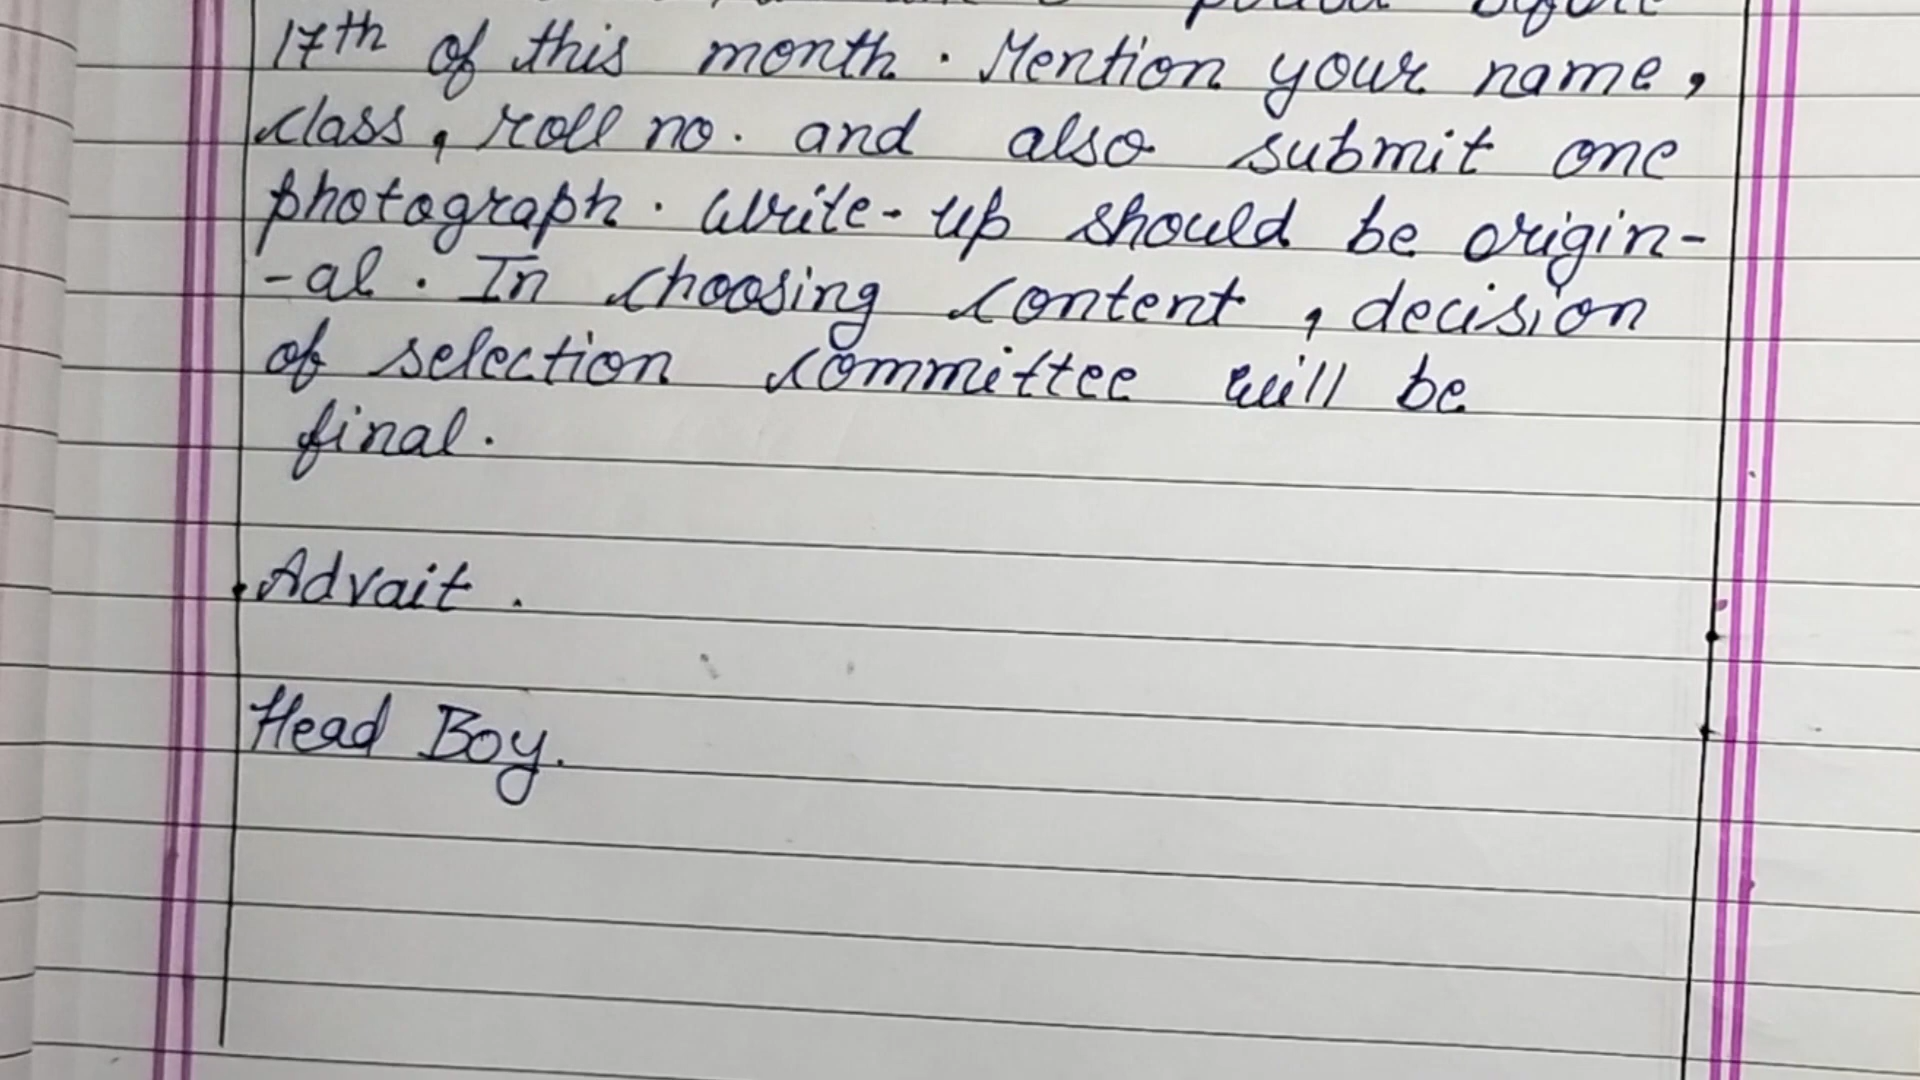 before
17th of this month. Mention your name,
class, roll no. and also submit one
photograph. Write-up should be origin-
-al. In choosing content, decision
of selection committee will be
final.
Advait.
Head Boy.